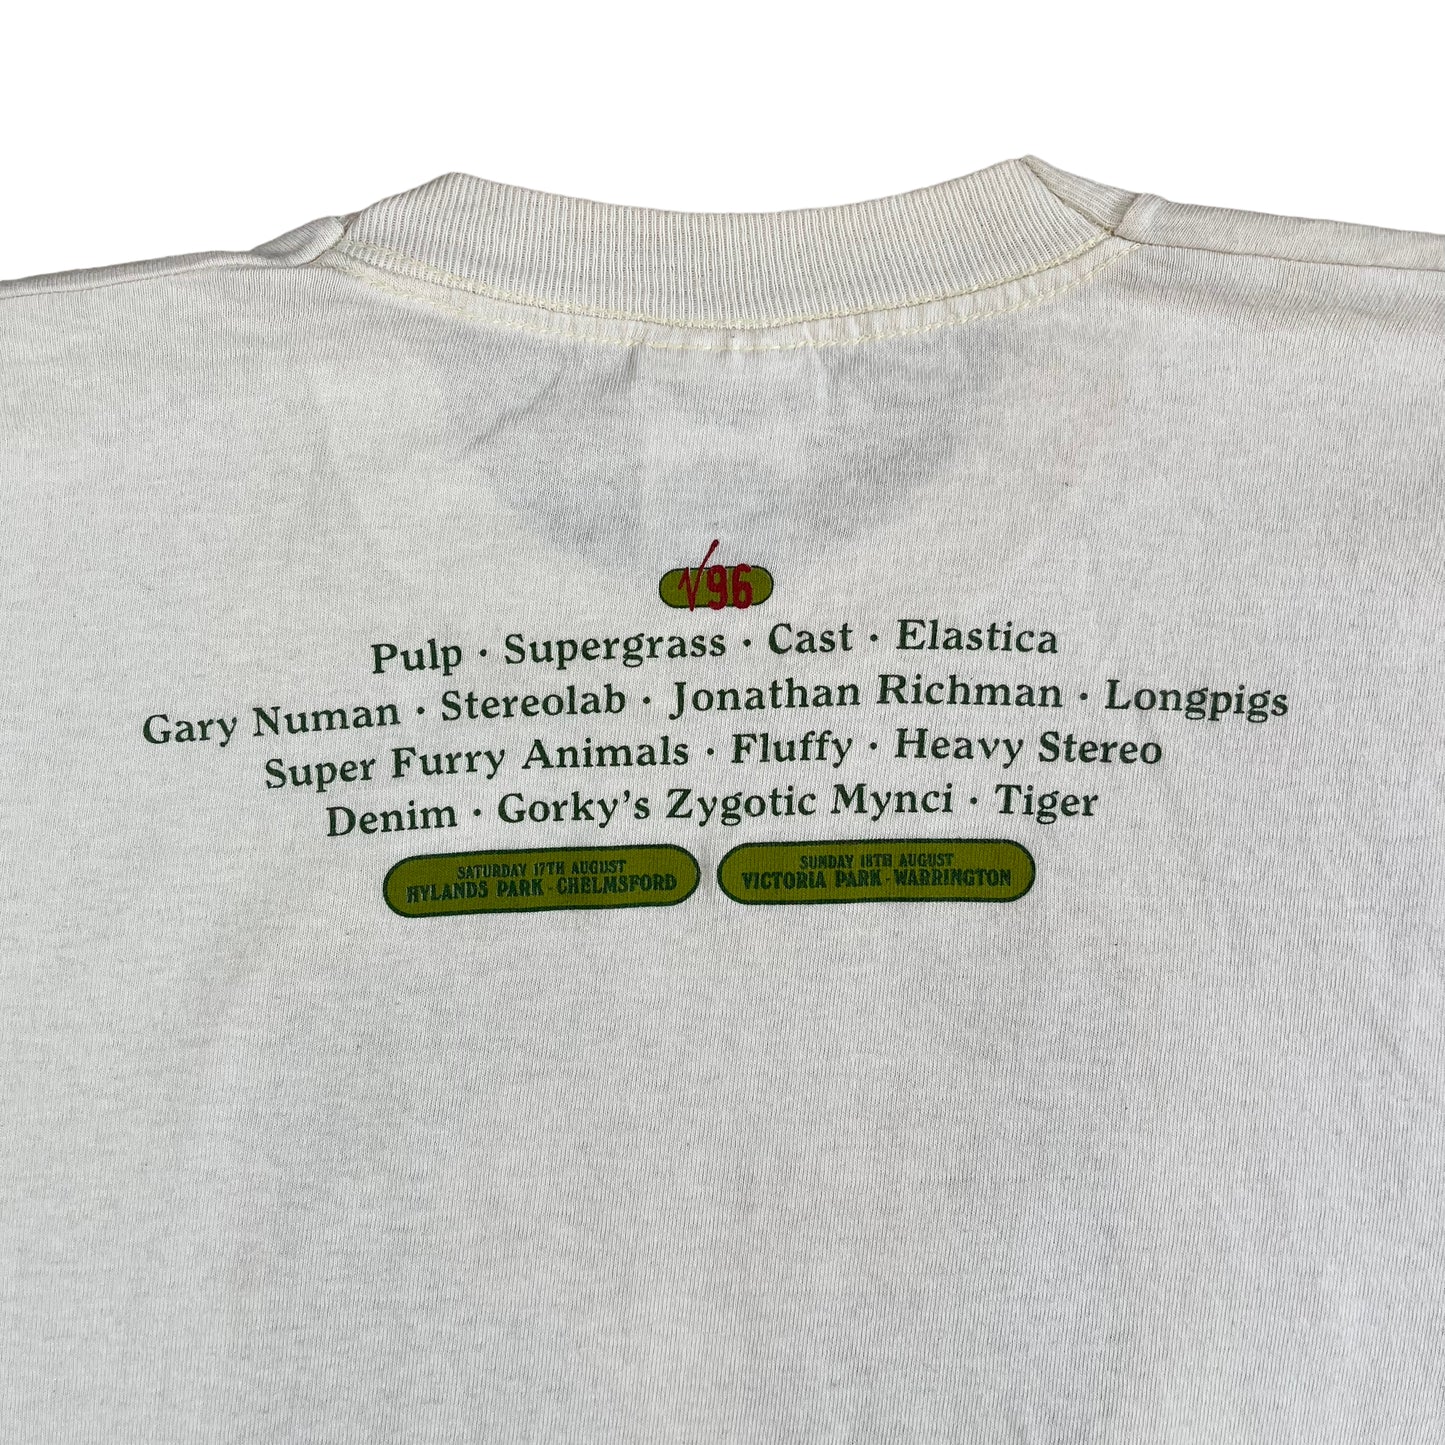 V96
Pulp · Supergrass · Cast · Elastica
Gary Numan · Stereolab · Jonathan Richman · Longpigs
Super Furry Animals · Fluffy · Heavy Stereo
Denim · Gorky's Zygotic Mynci · Tiger
SATURDAY 17TH AUGUST
HYLANDS PARK · CHELMSFORD
SUNDAY 18TH AUGUST
VICTORIA PARK · WARRINGTON